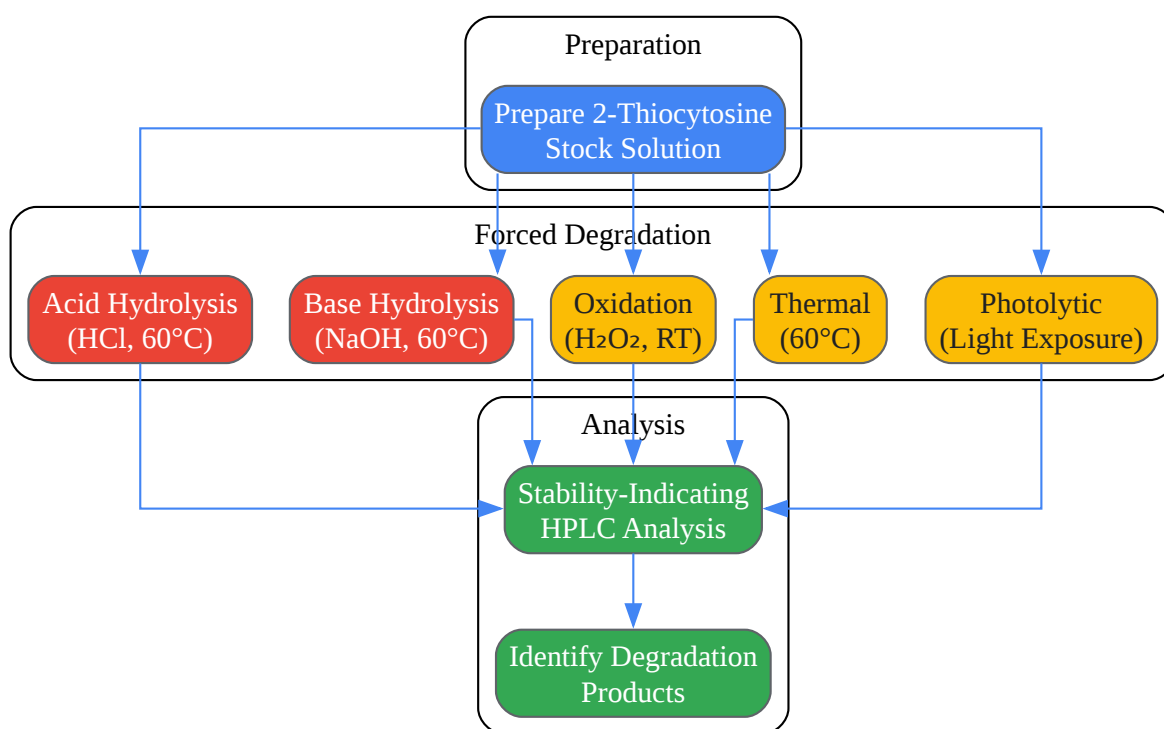 Preparation
Prepare 2-Thiocytosine
Stock Solution
Forced Degradation
Acid Hydrolysis
(HCl, 60°C)
Base Hydrolysis
(NaOH, 60°C)
Oxidation
(H₂O₂, RT)
Thermal
(60°C)
Photolytic
(Light Exposure)
Analysis
Stability-Indicating
HPLC Analysis
Identify Degradation
Products